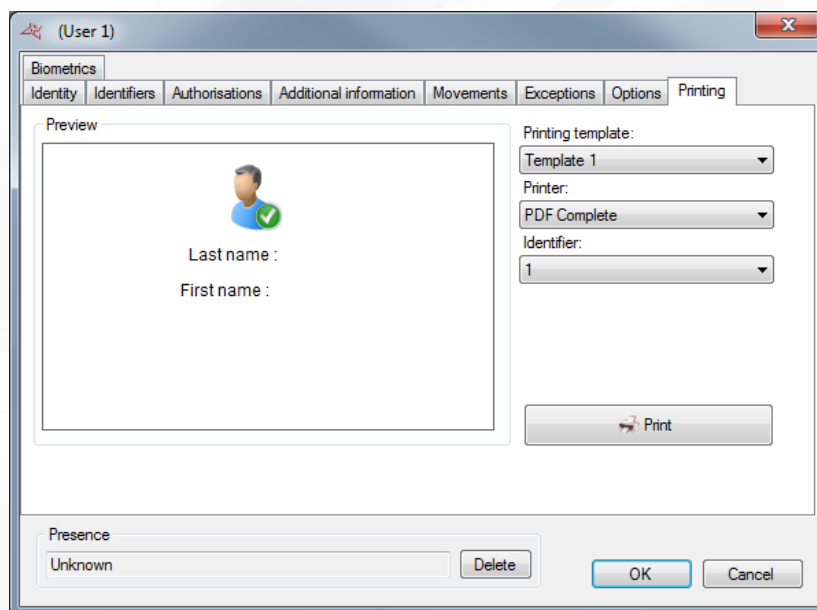 (User 1)
Biometrics
Identity Identifiers Authorisations Additional information Movements Exceptions Options Printing
Preview
Last name :
First name :
Printing template:
Template 1
Printer:
PDF Complete
Identifier:
1
Print
Presence
Unknown
Delete
OK
Cancel